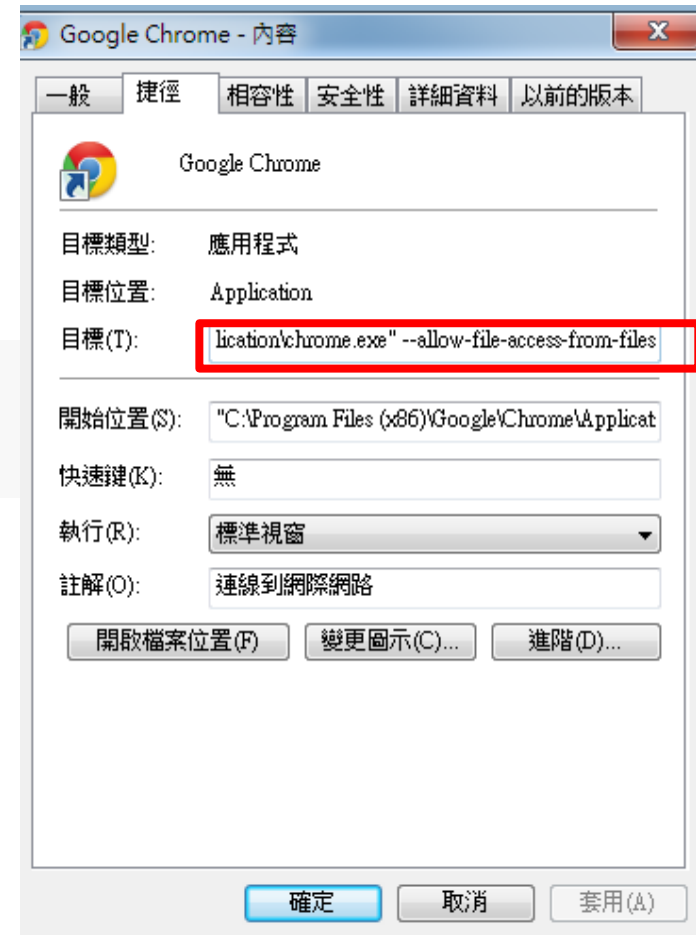 Google Chrome - 內容
一般 捷徑 相容性 安全性 詳細資料 以前的版本
Google Chrome
目標類型: 應用程式
目標位置: Application
目標(T): lication\chrome.exe" --allow-file-access-from-files
開始位置(S): "C:\Program Files (x86)\Google\Chrome\Applicat
快速鍵(K): 無
執行(R): 標準視窗
註解(O): 連線到網際網路
開啟檔案位置(F) 變更圖示(C)... 進階(D)...
確定 取消 套用(A)